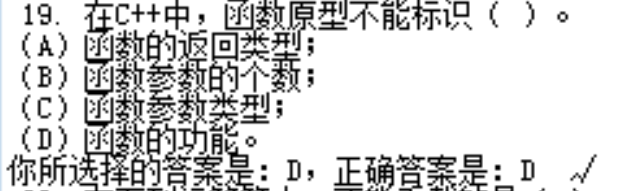 19. 在C++中，函数原型不能标识（ ）。
(A) 函数的返回类型；
(B) 函数参数的个数；
(C) 函数参数类型；
(D) 函数的功能。
你所选择的答案是：D，正确答案是：D √